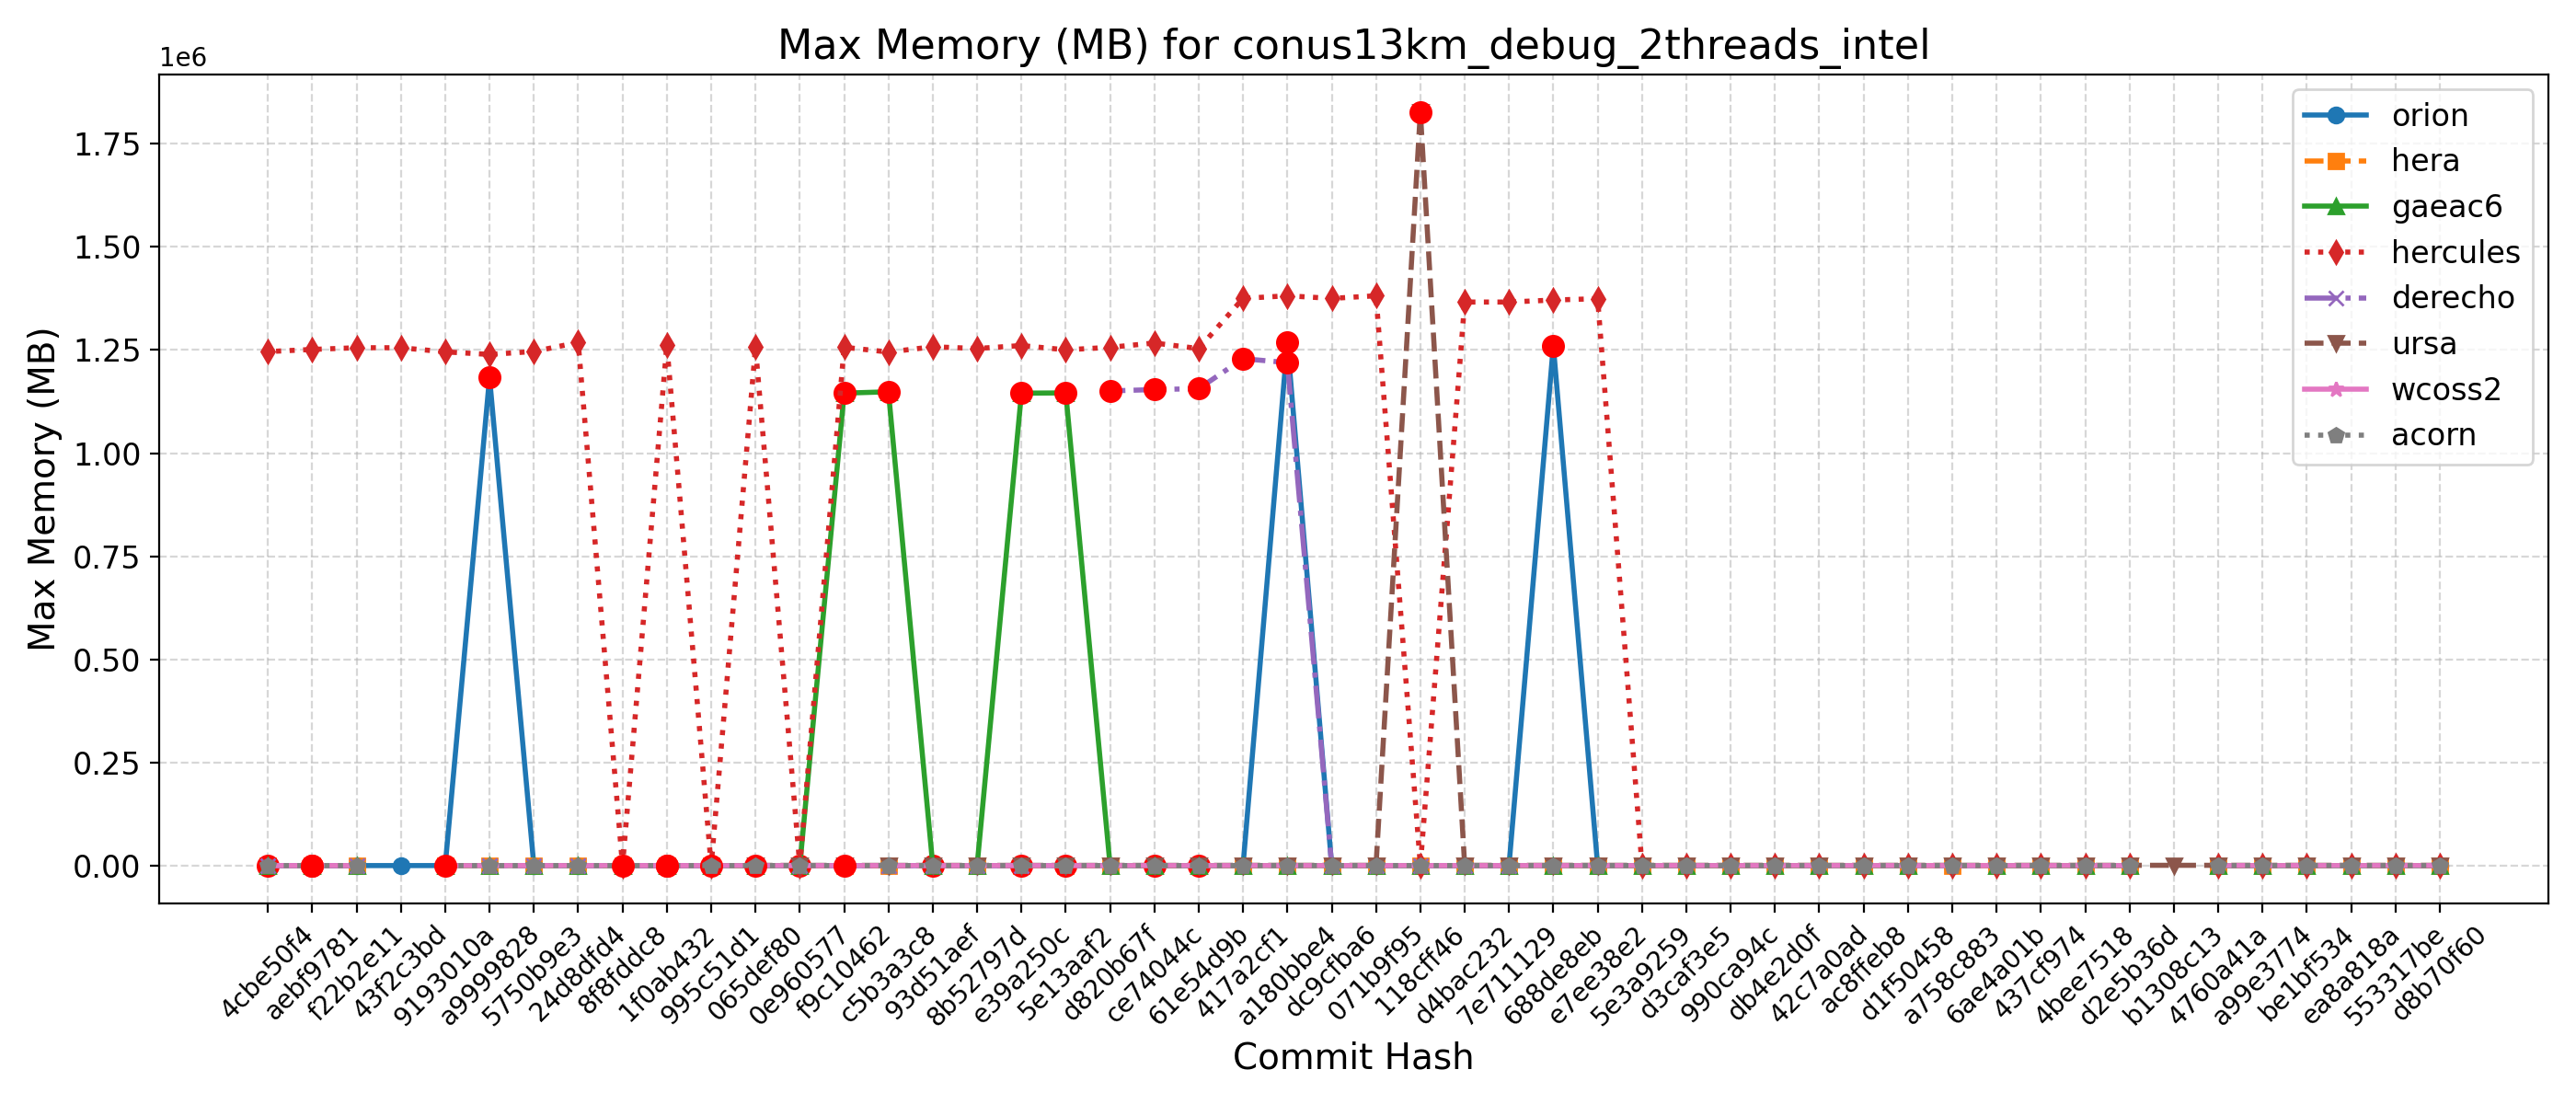 Max Memory (MB) for conus13km_debug_2threads_intel
1e6
1.75
1.50
1.25
1.00
0.75
0.50
0.25
0.00
Max Memory (MB)
orion
hera
gaeac6
hercules
derecho
ursa
wcoss2
acorn
4cbe50f4
aebf9781
f22b2e11
43f2c3bd
9193010a
a9999828
5750b9e3
24d8dfd4
8f8fddc8
1f0ab432
995c51d1
065def80
0e960577
f9c10462
c5b3a3c8
93d51aef
8b52797d
e39a250c
5e13aaf2
d820b67f
ce74044c
61e54d9b
417a2cf1
a180bbe4
dc9cfba6
071b9f95
118cff46
d4bac232
7e711129
688de8eb
e7ee38e2
5e3a9259
d3caf3e5
990ca94c
db4e2d0f
42c7a0ad
ac8ffeb8
d1f50458
a758c883
6ae4a01b
437cf974
4bee7518
d2e5b36d
b1308c13
4760a41a
a99e3774
be1bf534
ea8a818a
553317be
d8b70f60
Commit Hash